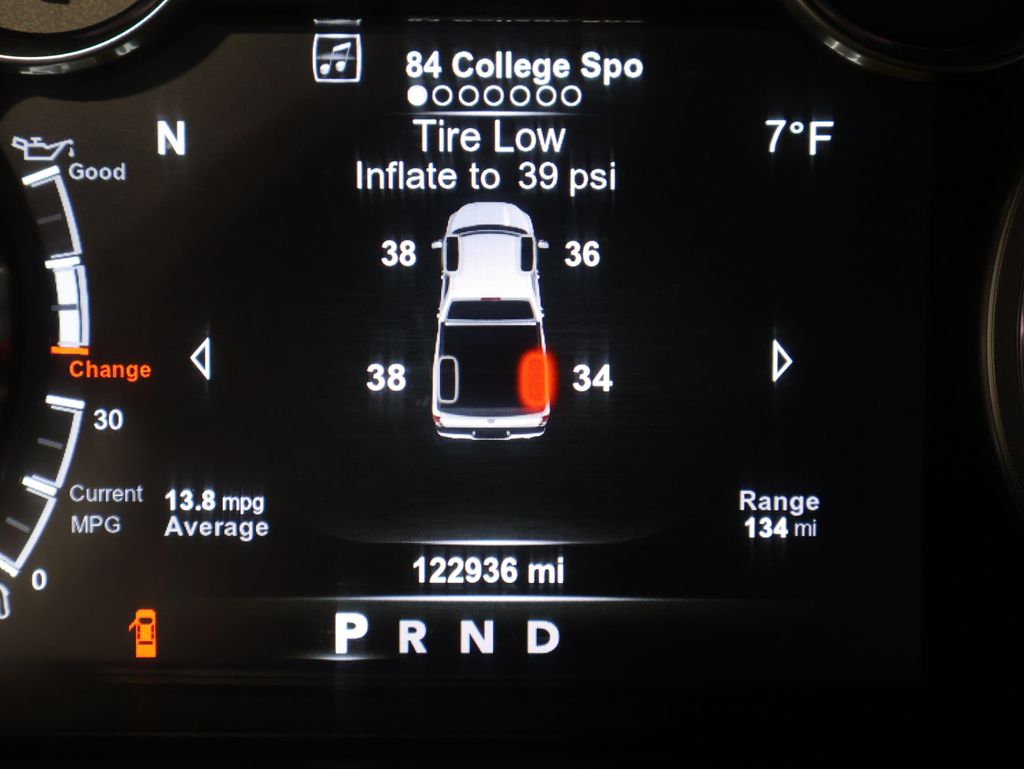 84 College Spo
N
Tire Low
7°F
Good
Inflate to 39 psi
38
36
Change
38
34
30
Current
MPG
13.8 mpg
Average
Range
134 mi
0
122936 mi
P R N D